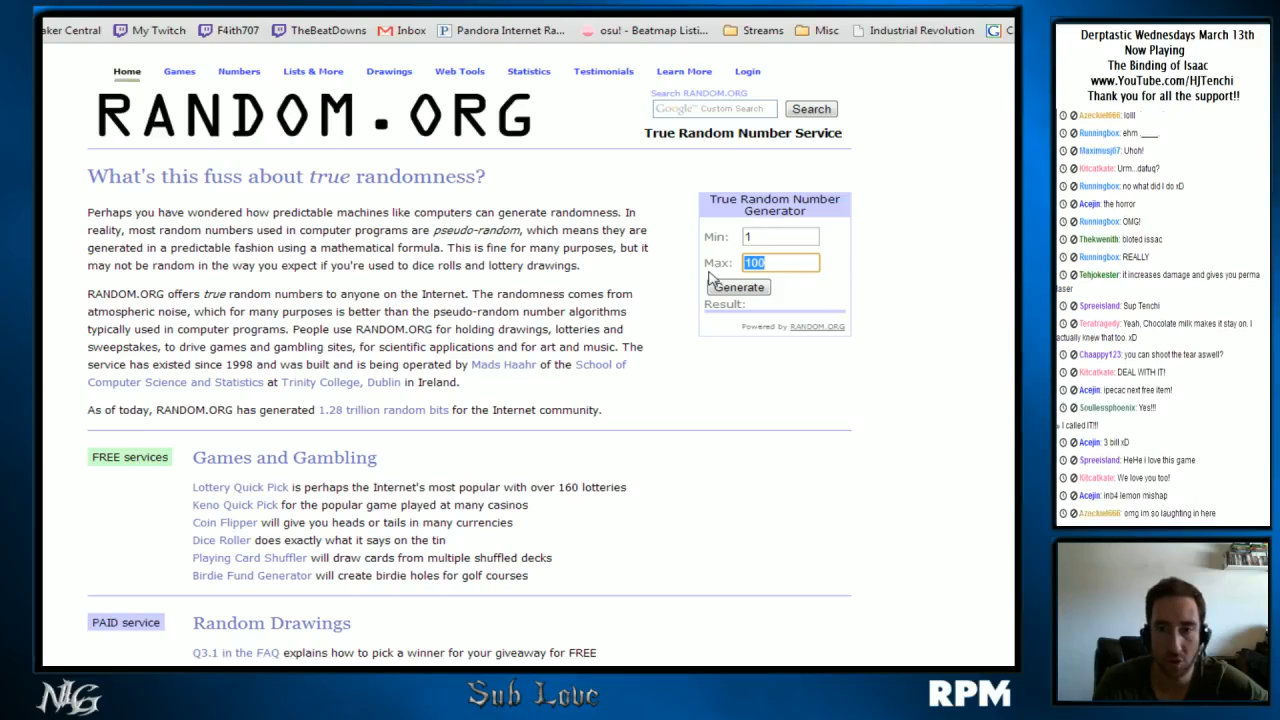 aker Central
My Twitch
F4ith707
TheBeatDowns
Inbox
Pandora Internet Ra...
osu! - Beatmap Listi...
Streams
Misc
Industrial Revolution
Home Games Numbers Lists & More Drawings Web Tools Statistics Testimonials Learn More Login
RANDOM.ORG
Search RANDOM.ORG
Google™ Custom Search
Search
True Random Number Service
What's this fuss about true randomness?
Perhaps you have wondered how predictable machines like computers can generate randomness. In
reality, most random numbers used in computer programs are pseudo-random, which means they are
generated in a predictable fashion using a mathematical formula. This is fine for many purposes, but it
may not be random in the way you expect if you're used to dice rolls and lottery drawings.
RANDOM.ORG offers true random numbers to anyone on the Internet. The randomness comes from
atmospheric noise, which for many purposes is better than the pseudo-random number algorithms
typically used in computer programs. People use RANDOM.ORG for holding drawings, lotteries and
sweepstakes, to drive games and gambling sites, for scientific applications and for art and music. The
service has existed since 1998 and was built and is being operated by Mads Haahr of the School of
Computer Science and Statistics at Trinity College, Dublin in Ireland.
As of today, RANDOM.ORG has generated 1.28 trillion random bits for the Internet community.
True Random Number
Generator
Min: 1
Max: 100
Generate
Result:
Powered by RANDOM.ORG
FREE services
Games and Gambling
Lottery Quick Pick is perhaps the Internet's most popular with over 160 lotteries
Keno Quick Pick for the popular game played at many casinos
Coin Flipper will give you heads or tails in many currencies
Dice Roller does exactly what it says on the tin
Playing Card Shuffler will draw cards from multiple shuffled decks
Birdie Fund Generator will create birdie holes for golf courses
PAID service
Random Drawings
Q3.1 in the FAQ explains how to pick a winner for your giveaway for FREE
Derptastic Wednesdays March 13th
Now Playing
The Binding of Isaac
www.YouTube.com/HJTenchi
Thank you for all the support!!
Azeckiel666: lolll
Runningbox: ehm ._____.
Maximusj07: Uhoh!
Kitcatkate: Urm...dafuq?
Runningbox: no what did I do xD
Acejin: the horror
Runningbox: OMG!
Thekwenith: bloted issac
Runningbox: REALLY
Tehjokester: it increases damage and gives you perma
laser
Spreeisland: Sup Tenchi
Teratragedy: Yeah, Chocolate milk makes it stay on. I
actually knew that too. xD
Chaappy123: you can shoot the tear aswell?
Kitcatkate: DEAL WITH IT!
Acejin: ipecac next free item!
Soullessphoenix: Yes!!!
I called IT!!!
Acejin: 3 bill xD
Spreeisland: HeHe i love this game
Kitcatkate: We love you too!
Acejin: inb4 lemon mishap
Azeckiel666: omg im so laughting in here
NLG
Sub Love
RPM